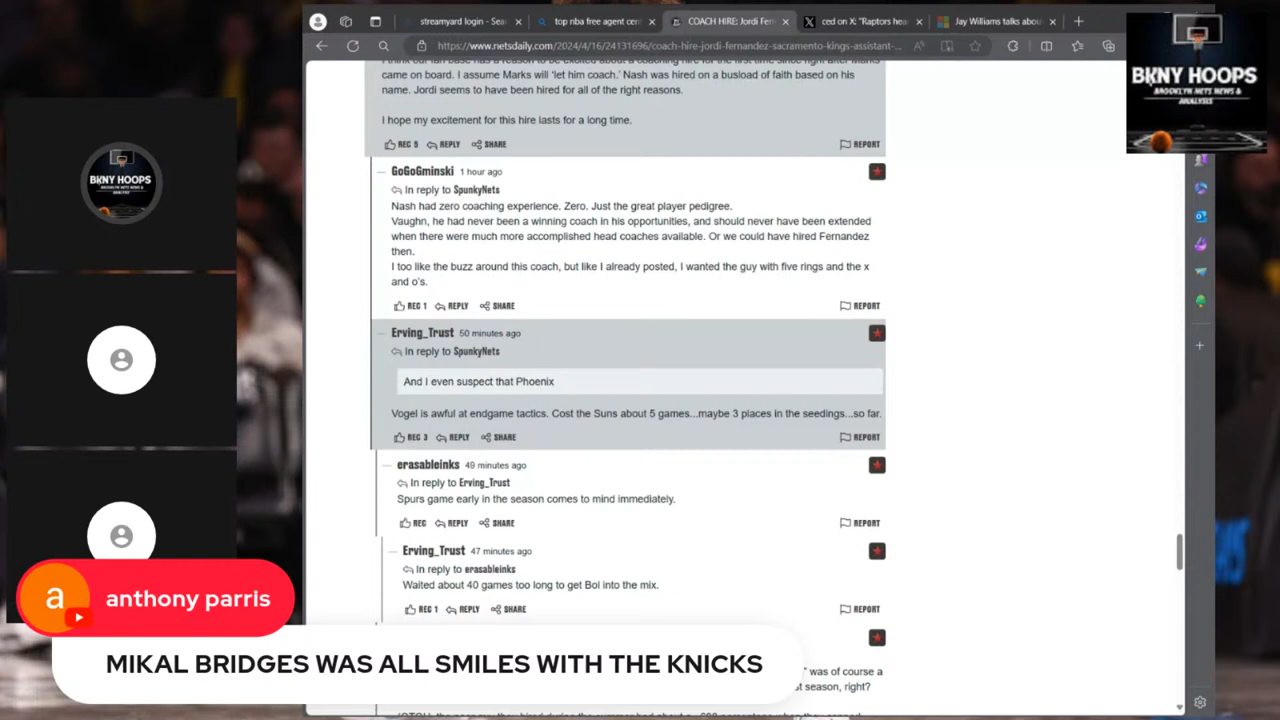 streamyard login - Sea
top nba free agent cent
COACH HIRE: Jordi Fern
ced on X: "Raptors hea
Jay Williams talks abou
https://www.netsdaily.com/2024/4/16/24131696/coach-hire-jordi-fernandez-sacramento-kings-assistant-...
BKNY HOOPS
BROOKLYN NETS NEWS &
ANALYSIS
BKNY HOOPS
came on board. I assume Marks will 'let him coach.' Nash was hired on a busload of faith based on his
name. Jordi seems to have been hired for all of the right reasons.
I hope my excitement for this hire lasts for a long time.
REC 5 REPLY SHARE REPORT
GoGoGminski 1 hour ago
In reply to SpunkyNets
Nash had zero coaching experience. Zero. Just the great player pedigree.
Vaughn, he had never been a winning coach in his opportunities, and should never have been extended
when there were much more accomplished head coaches available. Or we could have hired Fernandez
then.
I too like the buzz around this coach, but like I already posted, I wanted the guy with five rings and the x
and o's.
REC 1 REPLY SHARE REPORT
Erving_Trust 50 minutes ago
In reply to SpunkyNets
And I even suspect that Phoenix
Vogel is awful at endgame tactics. Cost the Suns about 5 games...maybe 3 places in the seedings...so far.
REC 3 REPLY SHARE REPORT
erasableinks 49 minutes ago
In reply to Erving_Trust
Spurs game early in the season comes to mind immediately.
REC REPLY SHARE REPORT
Erving_Trust 47 minutes ago
In reply to erasableinks
Waited about 40 games too long to get Bol into the mix.
REC 1 REPLY SHARE REPORT
" was of course a
season, right?
a
anthony parris
MIKAL BRIDGES WAS ALL SMILES WITH THE KNICKS